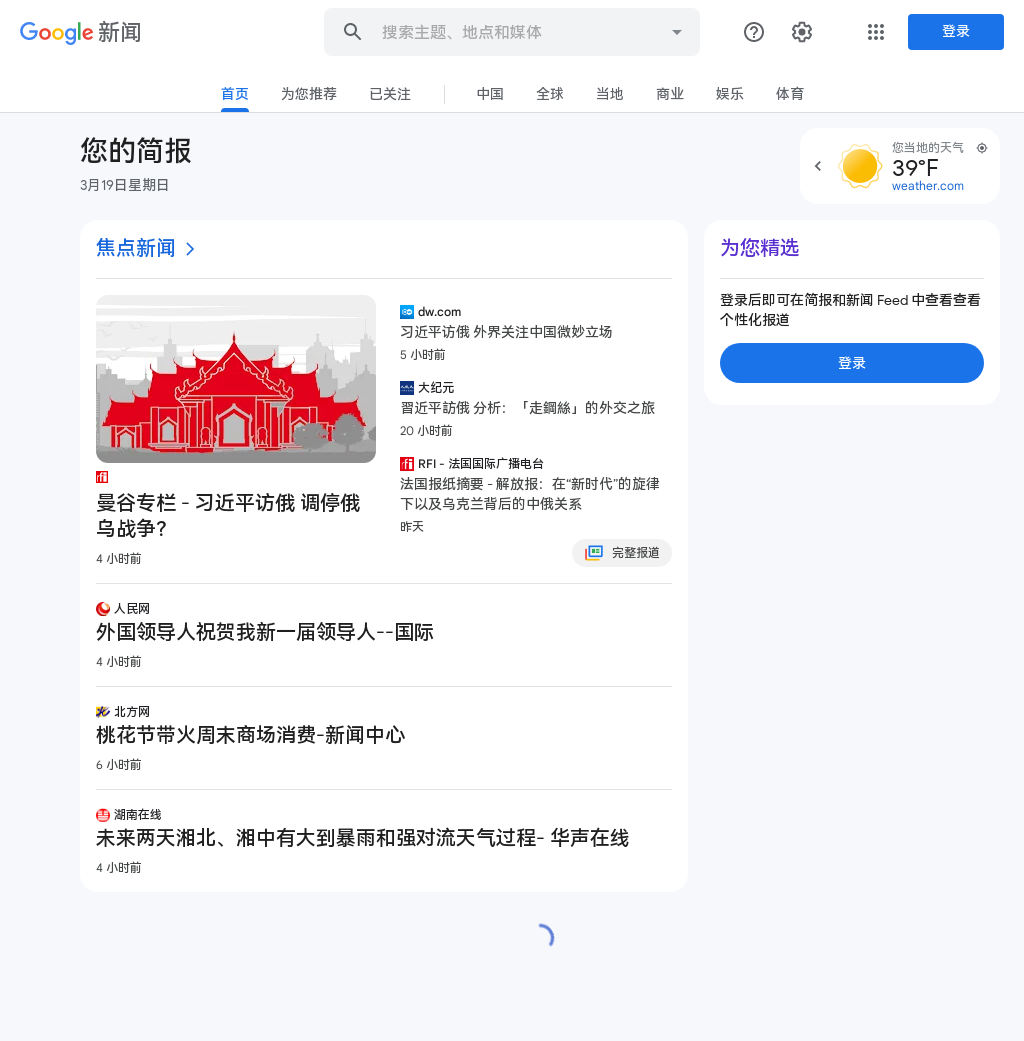 Google 新闻
搜索主题、地点和媒体
登录
首页
为您推荐
已关注
中国
全球
当地
商业
娱乐
体育
您的简报
3月19日星期日
您当地的天气
39°F
weather.com
焦点新闻
曼谷专栏 - 习近平访俄 调停俄
乌战争？
4 小时前
dw.com
习近平访俄 外界关注中国微妙立场
5 小时前
大纪元
習近平訪俄 分析：「走鋼絲」的外交之旅
20 小时前
RFI - 法国国际广播电台
法国报纸摘要 - 解放报：在“新时代”的旋律
下以及乌克兰背后的中俄关系
昨天
完整报道
人民网
外国领导人祝贺我新一届领导人--国际
4 小时前
北方网
桃花节带火周末商场消费-新闻中心
6 小时前
湖南在线
未来两天湘北、湘中有大到暴雨和强对流天气过程- 华声在线
4 小时前
为您精选
登录后即可在简报和新闻 Feed 中查看查看
个性化报道
登录